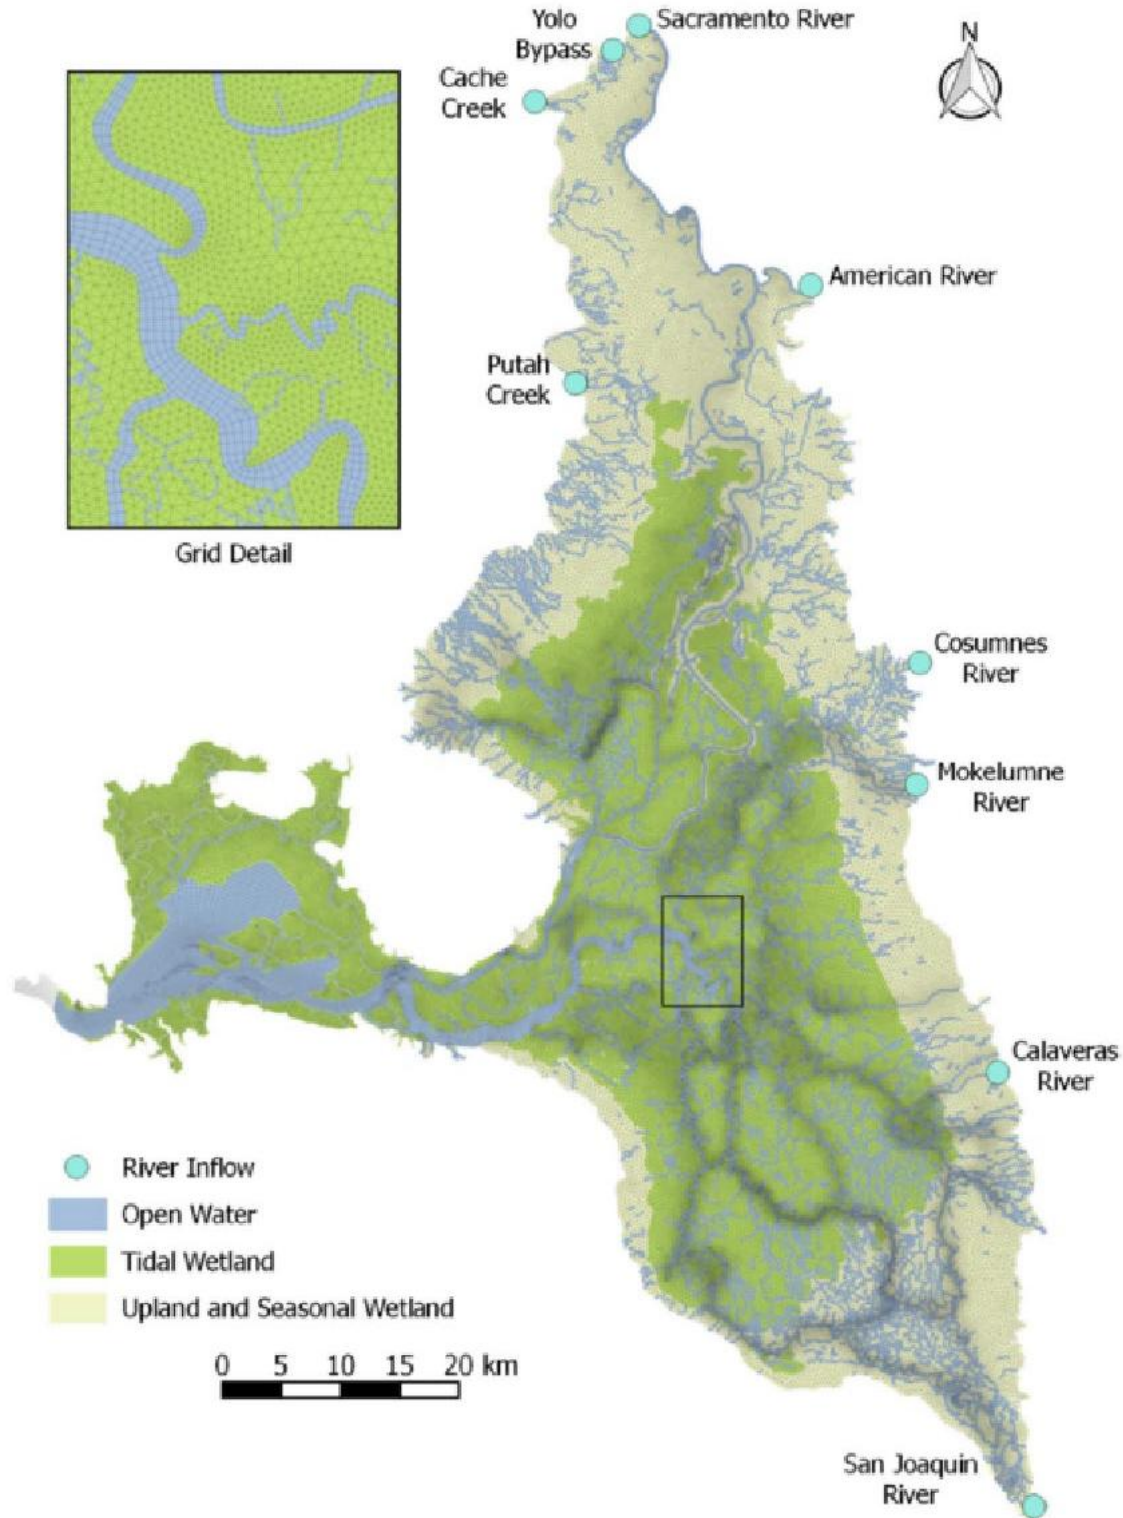 Yolo
Bypass
Sacramento River
Cache
Creek
N
American River
Putah
Creek
Grid Detail
Cosumnes
River
Mokelumne
River
Calaveras
River
River Inflow
Open Water
Tidal Wetland
Upland and Seasonal Wetland
0 5 10 15 20 km
San Joaquin
River